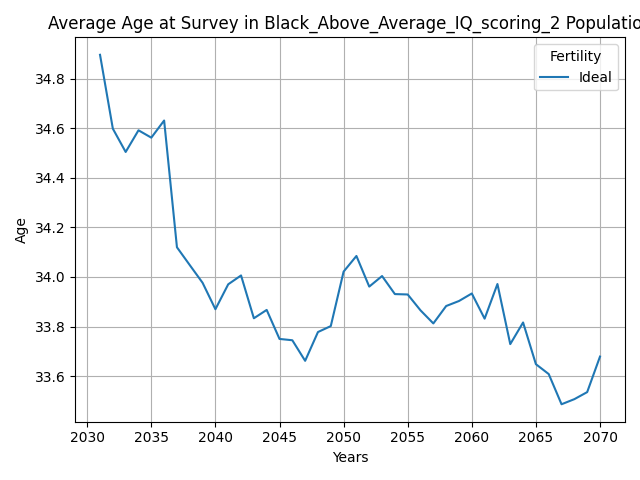 Average Age at Survey in Black_Above_Average_IQ_scoring_2 Populatio
Fertility
Ideal
34.8
34.6
34.4
34.2
34.0
33.8
33.6
Age
2030 2035 2040 2045 2050 2055 2060 2065 2070
Years